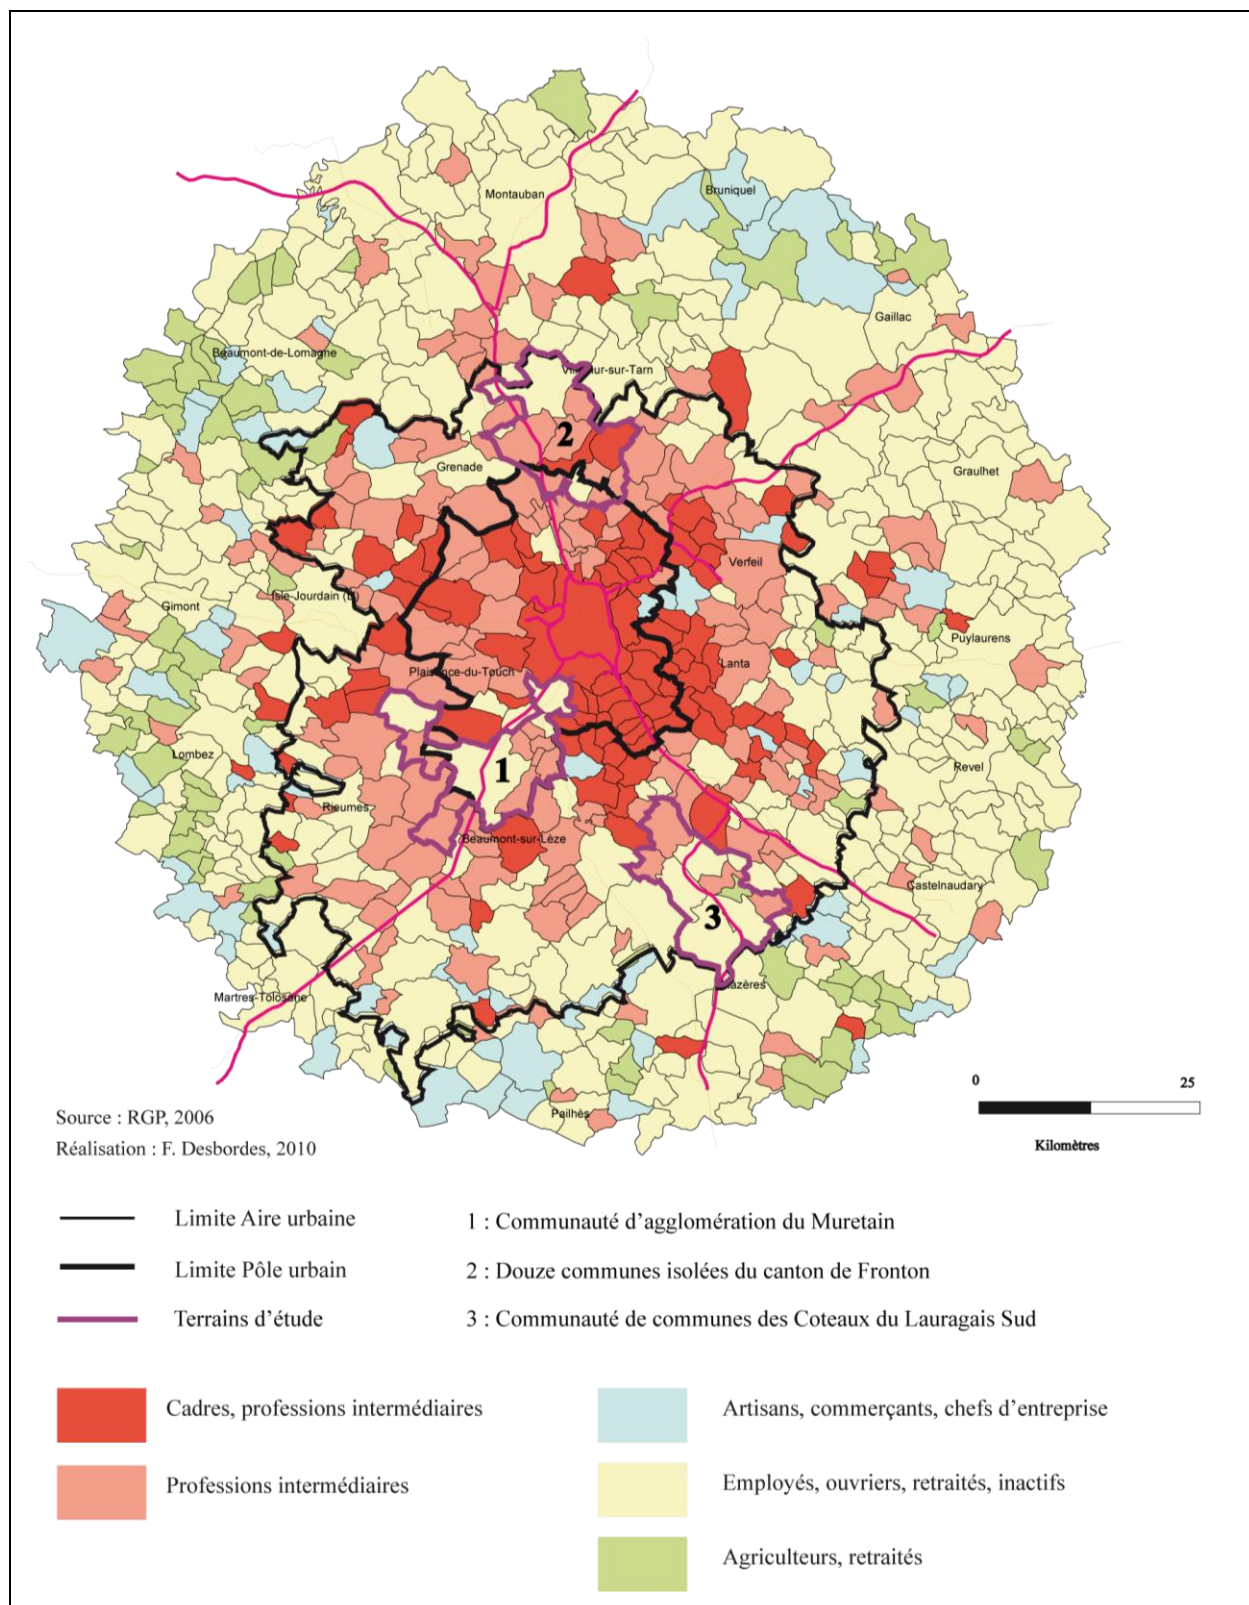 Montauban
Bruniquel
Gaillac
Beaumont-de-Lomagne
2
Grenade
Graulhet
Verfeil
Gimont
Puylaurens
Lanta
Lombez
1
Revel
Rieumes
Beaumont-sur-Lèze
Castelnaudary
3
Martres-Tolosane
Pailhès
0 25
Kilomètres
Source : RGP, 2006
Réalisation : F. Desbordes, 2010
Limite Aire urbaine
1 : Communauté d’agglomération du Muretain
Limite Pôle urbain
2 : Douze communes isolées du canton de Fronton
Terrains d’étude
3 : Communauté de communes des Coteaux du Lauragais Sud
Cadres, professions intermédiaires
Artisans, commerçants, chefs d’entreprise
Professions intermédiaires
Employés, ouvriers, retraités, inactifs
Agriculteurs, retraités